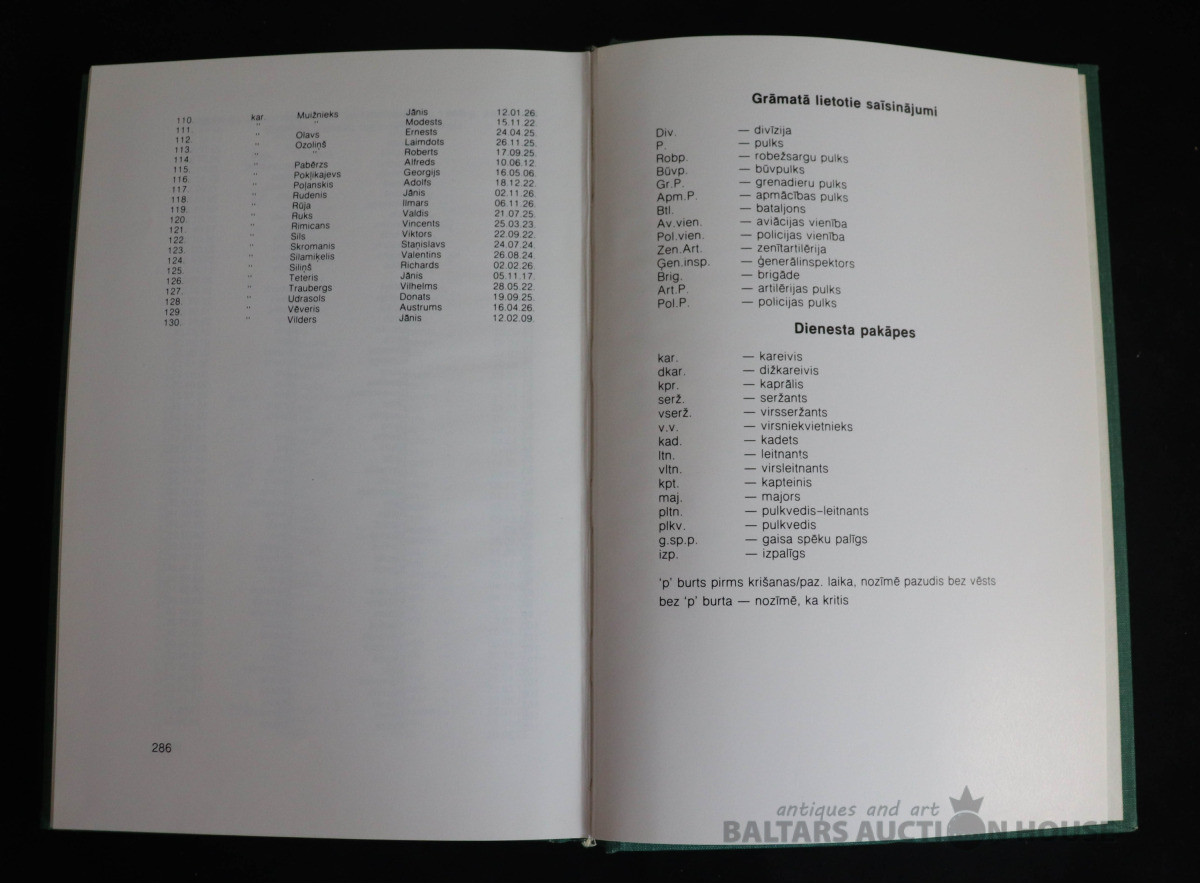 110. kar. Muižnieks Jānis 12.01.26.
111. " " Modests 15.11.22.
112. " Olavs Ernests 24.04.25.
113. " Ozoliņš Laimdots 26.11.25.
114. " " Roberts 17.09.25.
115. " Pabērzs Alfreds 10.06.12.
116. " Pokļikajevs Georgijs 16.05.06.
117. " Poļanskis Adolfs 18.12.22.
118. " Rudenis Jānis 02.11.26.
119. " Rūja Ilmars 06.11.26.
120. " Ruks Valdis 21.07.25.
121. " Rimicans Vincents 25.03.23.
122. " Sils Viktors 22.09.22.
123. " Skromanis Staņislavs 24.07.24.
124. " Silamiķelis Valentins 26.08.24.
125. " Siliņš Richards 02.02.26.
126. " Teteris Jānis 05.11.17.
127. " Traubergs Vilhelms 28.05.22.
128. " Udrasols Donats 19.09.25.
129. " Vēveris Austrums 16.04.26.
130. " Vilders Jānis 12.02.09.
286
Grāmatā lietotie saīsinājumi
Div. — divīzija
P. — pulks
Robp. — robežsargu pulks
Būvp. — būvpulks
Gr.P. — grenadieru pulks
Apm.P. — apmācības pulks
Btl. — bataljons
Av.vien. — aviācijas vienība
Pol.vien. — policijas vienība
Zen.Art. — zenītartilērija
Ģen.insp. — ģenerālinspektors
Brig. — brigāde
Art.P. — artilērijas pulks
Pol.P. — policijas pulks
Dienesta pakāpes
kar. — kareivis
dkar. — dižkareivis
kpr. — kaprālis
serž. — seržants
vserž. — virsseržants
v.v. — virsniekvietnieks
kad. — kadets
ltn. — leitnants
vltn. — virsleitnants
kpt. — kapteinis
maj. — majors
pltn. — pulkvedis–leitnants
plkv. — pulkvedis
g.sp.p. — gaisa spēku palīgs
izp. — izpalīgs
'p' burts pirms krišanas/paz. laika, nozīmē pazudis bez vēsts
bez 'p' burta — nozīmē, ka kritis
antiques and art
BALTARS AUCTION HOUSE